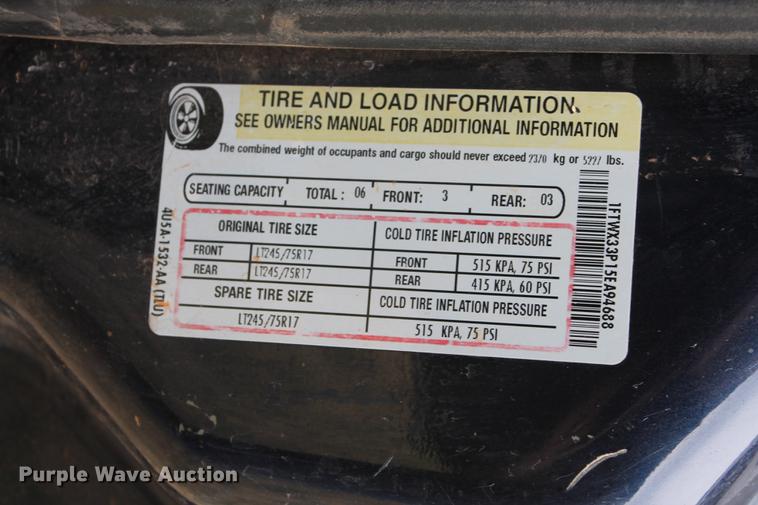 TIRE AND LOAD INFORMATION
SEE OWNERS MANUAL FOR ADDITIONAL INFORMATION
The combined weight of occupants and cargo should never exceed kg or lbs.
SEATING CAPACITY TOTAL : 06 FRONT: 3 REAR: 03
ORIGINAL TIRE SIZE COLD TIRE INFLATION PRESSURE
FRONT LT245/75R17 FRONT 515 KPA, 75 PSI
REAR LT245/75R17 REAR 415 KPA, 60 PSI
SPARE TIRE SIZE COLD TIRE INFLATION PRESSURE
LT245/75R17 515 KPA, 75 PSI
4U5A-1532-AA (TLU)
1FTWX33P15EA94688
Purple Wave Auction